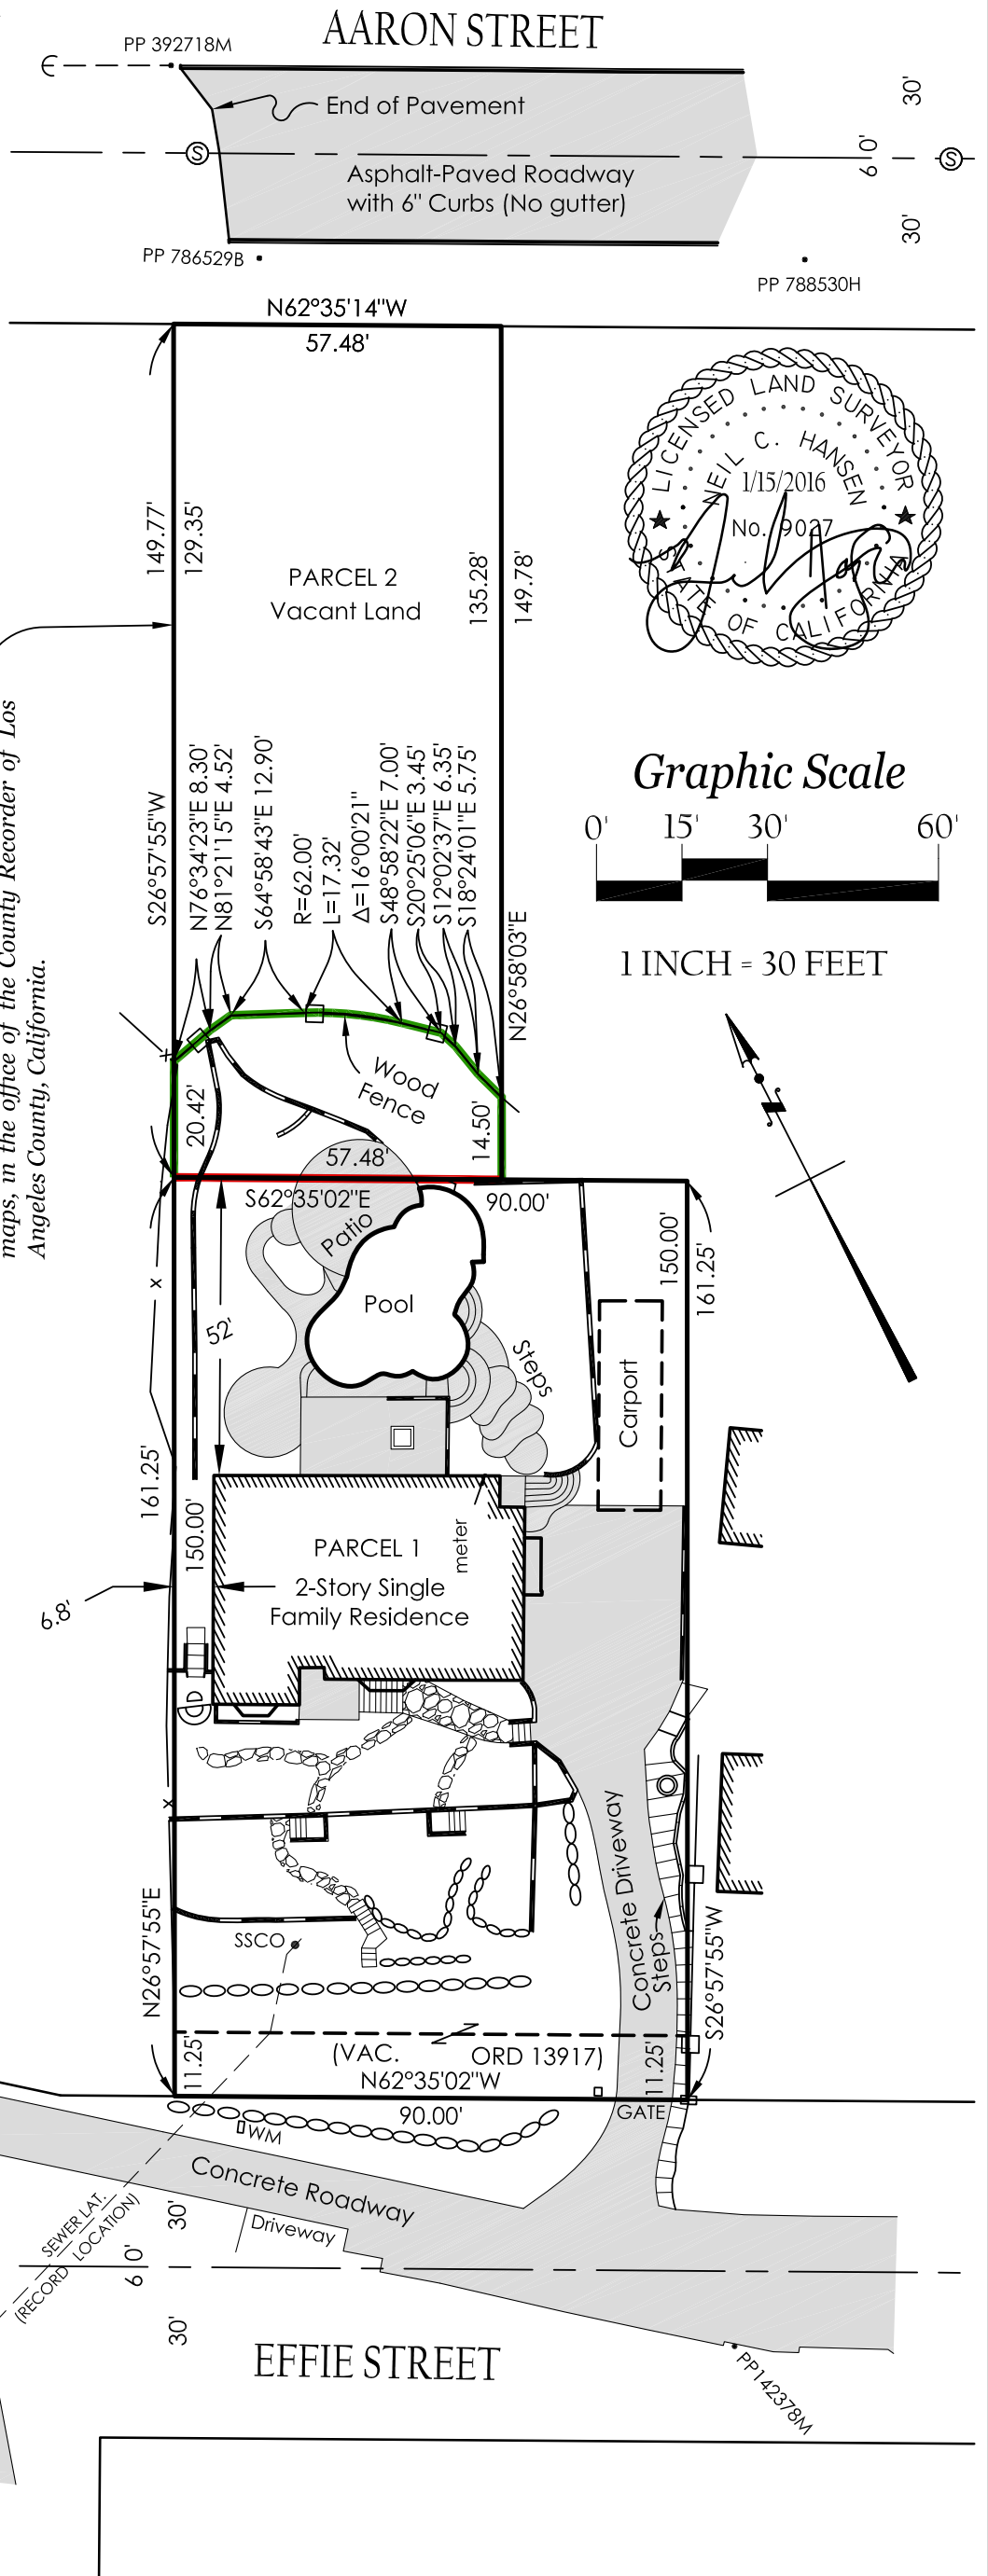 AARON STREET
PP 392718M
End of Pavement
30'
6 0'
30'
S
S
Asphalt-Paved Roadway
with 6" Curbs (No gutter)
PP 786529B
PP 788530H
N62°35'14"W
57.48'
LICENSED LAND SURVEYOR
NEIL C. HANSEN
1/15/2016
No. 9027
STATE OF CALIFORNIA
149.77'
129.35'
PARCEL 2
Vacant Land
135.28'
149.78'
maps, in the office of the County Recorder of Los
Angeles County, California.
S26°57'55"W
N76°34'23"E 8.30'
N81°21'15"E 4.52'
S64°58'43"E 12.90'
R=62.00'
L=17.32'
Δ=16°00'21"
S48°58'22"E 7.00'
S20°25'06"E 3.45'
S12°02'37"E 6.35'
S18°24'01"E 5.75'
N26°58'03"E
Graphic Scale
0' 15' 30' 60'
1 INCH = 30 FEET
N
Wood
Fence
20.42'
14.50'
57.48'
S62°35'02"E
90.00'
Patio
Pool
150.00'
161.25'
x
52'
Steps
Carport
161.25'
150.00'
PARCEL 1
2-Story Single
Family Residence
meter
6.8'
x
Concrete Driveway
Steps
SSCO
N26°57'55"E
S26°57'55"W
11.25'
(VAC. ORD 13917)
N62°35'02"W
11.25'
90.00'
GATE
WM
Concrete Roadway
Driveway
SEWER LAT.
(RECORD LOCATION)
30'
6 0'
30'
EFFIE STREET
PP142378M